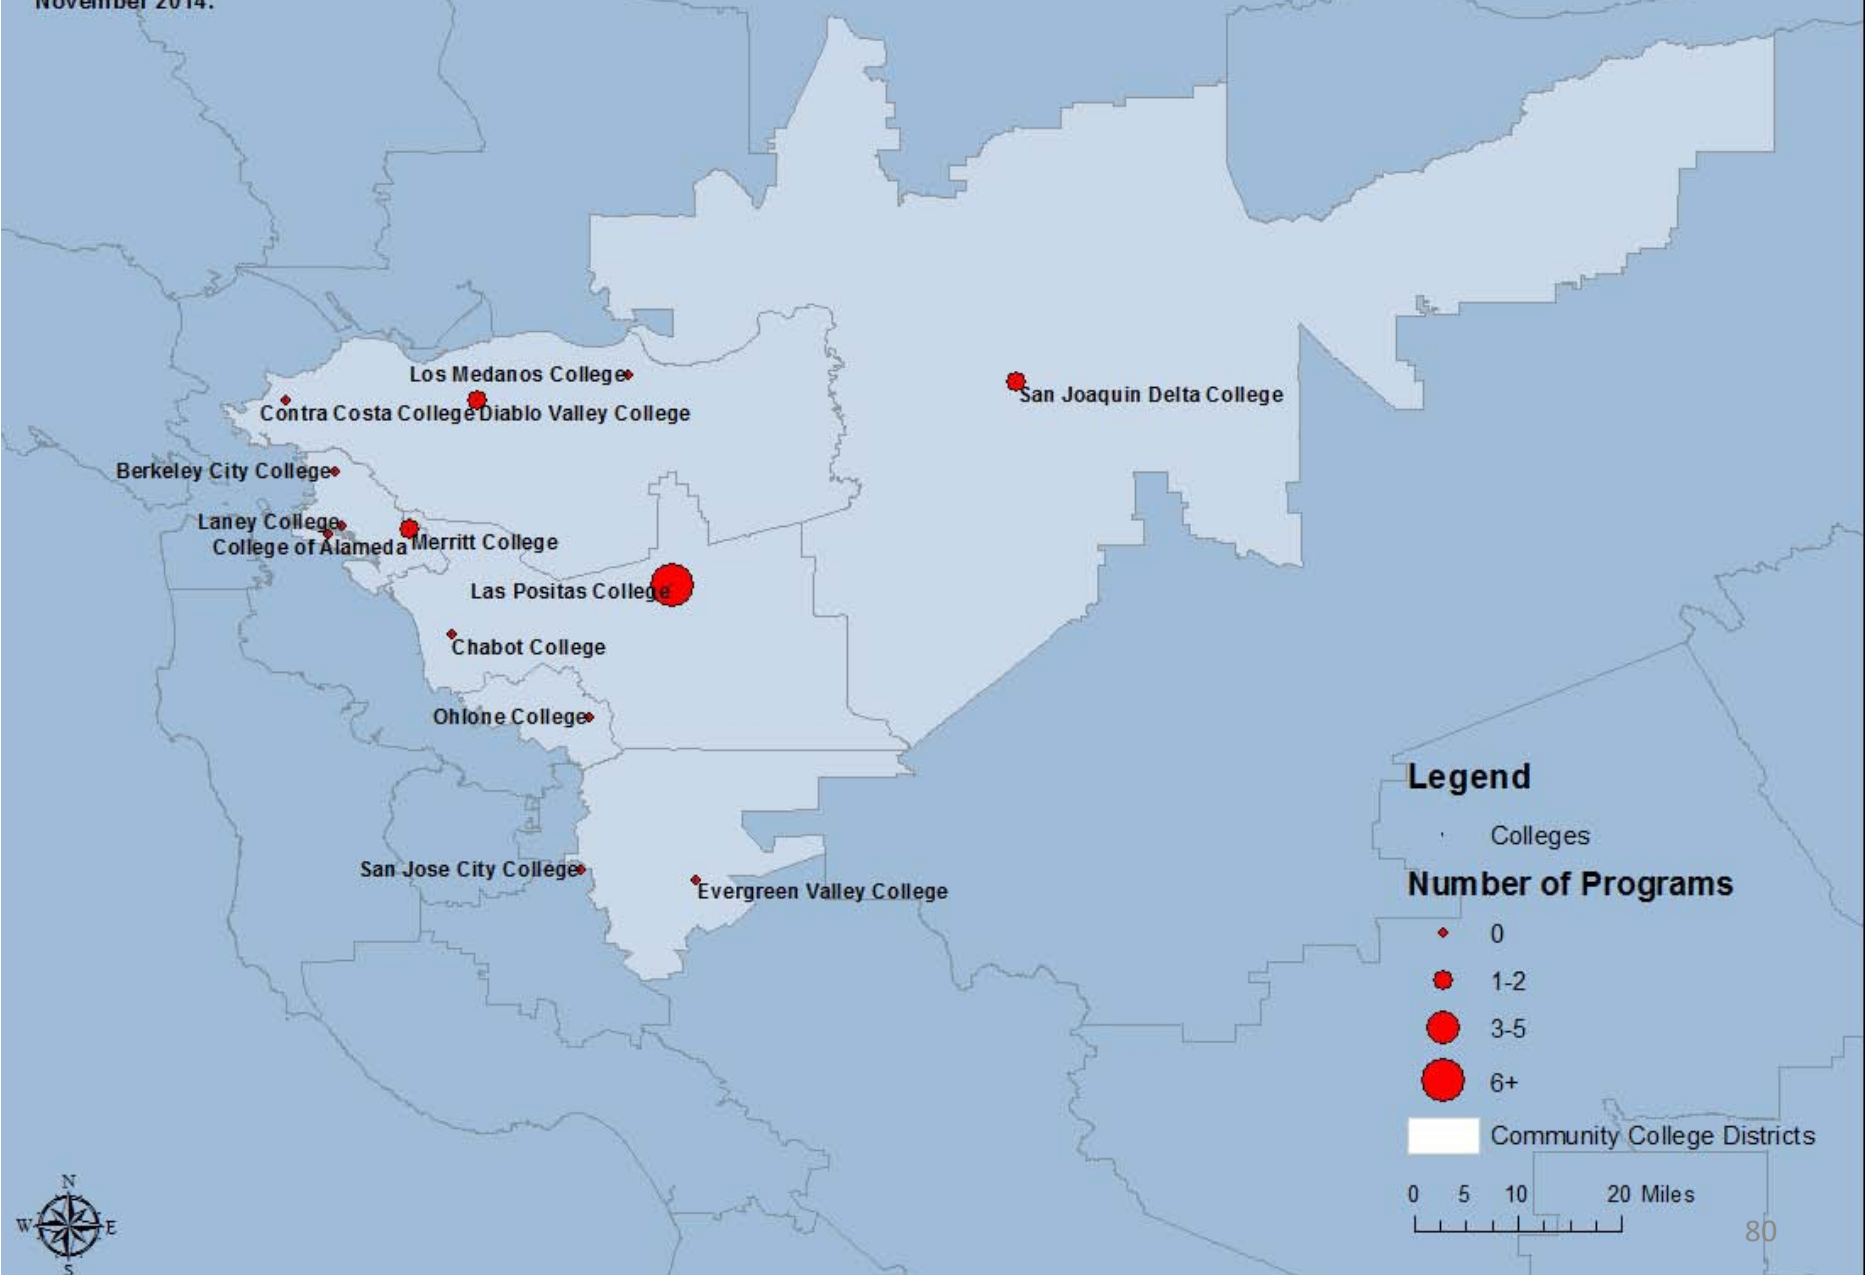 November 2014.
Los Medanos College
San Joaquin Delta College
Contra Costa College
Diablo Valley College
Berkeley City College
Laney College
College of Alameda
Merritt College
Las Positas College
Chabot College
Ohlone College
San Jose City College
Evergreen Valley College
Legend
Colleges
Number of Programs
0
1-2
3-5
6+
Community College Districts
0 5 10 20 Miles
80
N
W E
S